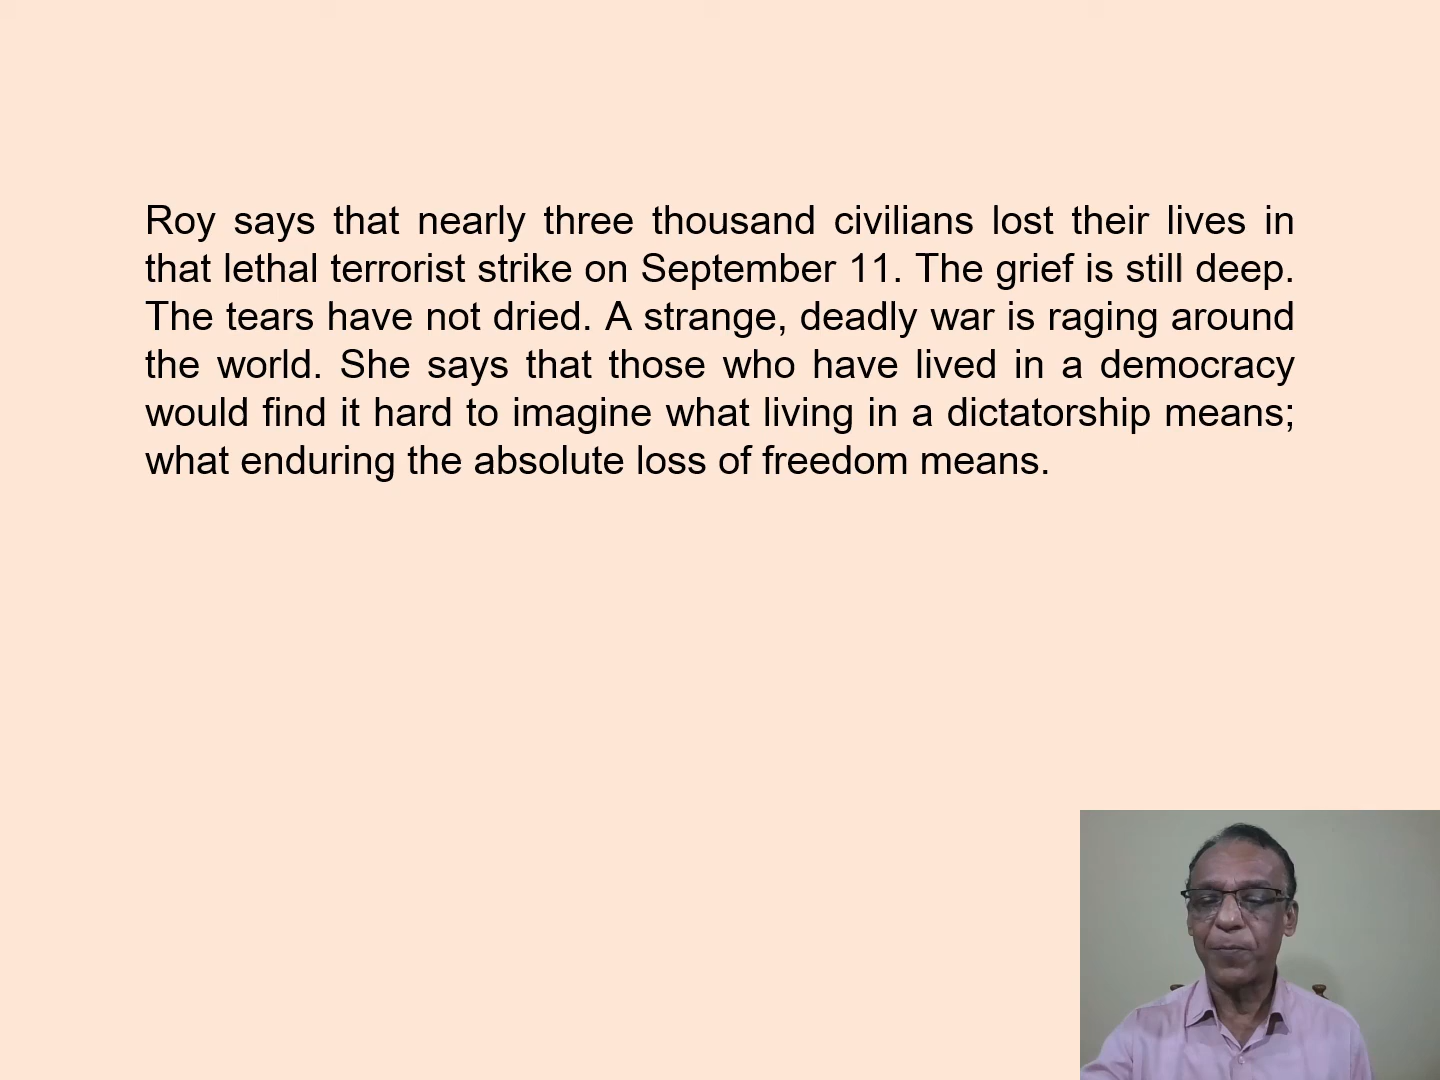 Roy says that nearly three thousand civilians lost their lives in
that lethal terrorist strike on September 11. The grief is still deep.
The tears have not dried. A strange, deadly war is raging around
the world. She says that those who have lived in a democracy
would find it hard to imagine what living in a dictatorship means;
what enduring the absolute loss of freedom means.